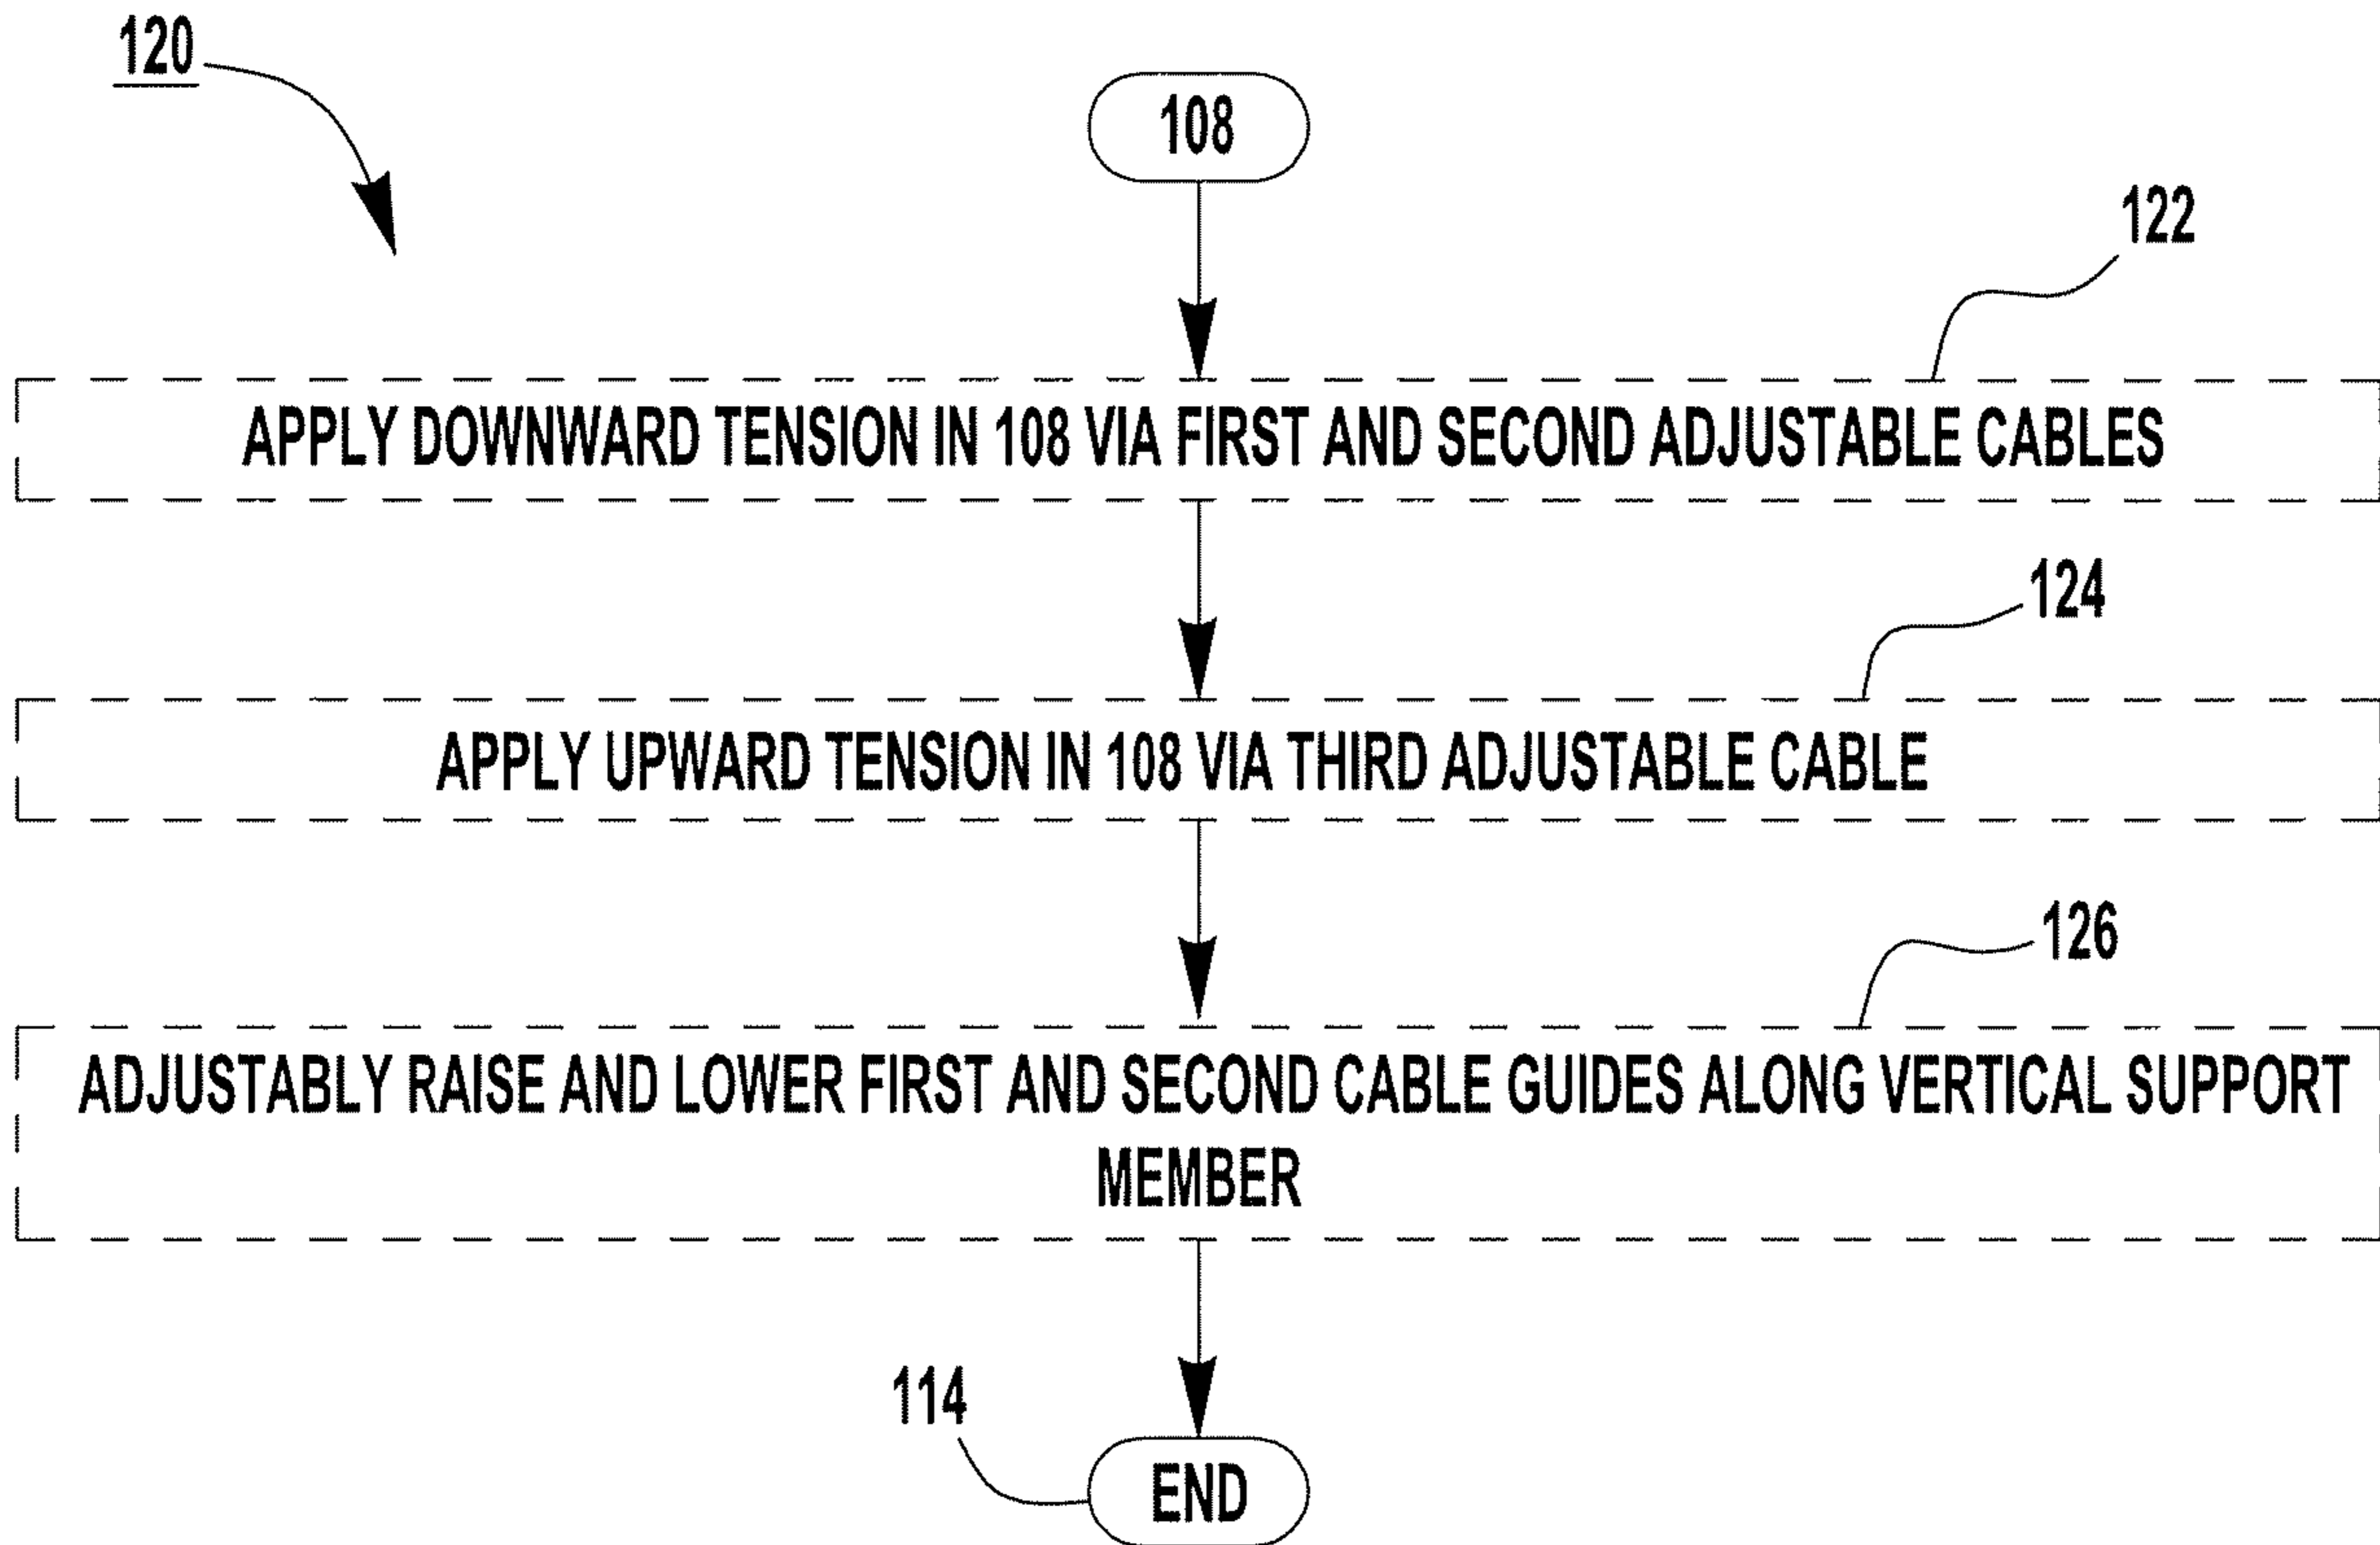 120
108
122
APPLY DOWNWARD TENSION IN 108 VIA FIRST AND SECOND ADJUSTABLE CABLES
124
APPLY UPWARD TENSION IN 108 VIA THIRD ADJUSTABLE CABLE
126
ADJUSTABLY RAISE AND LOWER FIRST AND SECOND CABLE GUIDES ALONG VERTICAL SUPPORT
MEMBER
114
END